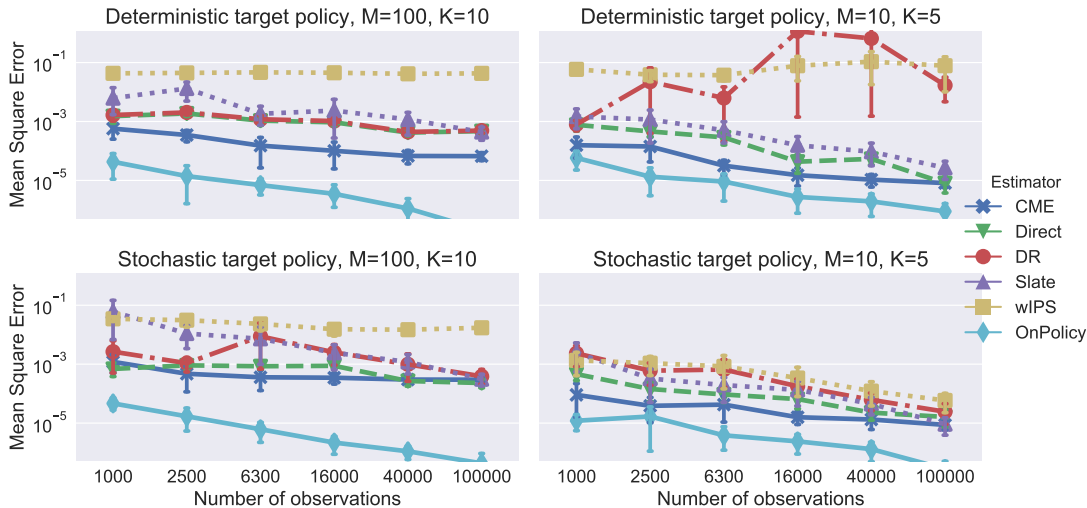 Deterministic target policy, M=100, K=10
Deterministic target policy, M=10, K=5
Mean Square Error
10⁻¹
10⁻³
10⁻⁵
Estimator
CME
Direct
DR
Slate
wIPS
OnPolicy
Stochastic target policy, M=100, K=10
Stochastic target policy, M=10, K=5
Mean Square Error
10⁻¹
10⁻³
10⁻⁵
1000 2500 6300 16000 40000 100000
1000 2500 6300 16000 40000 100000
Number of observations
Number of observations